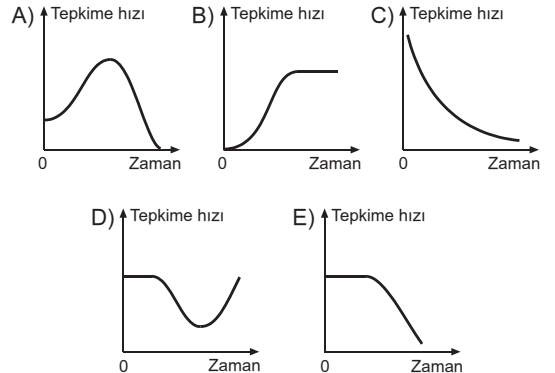 A) Tepkime hızı
0 Zaman
B) Tepkime hızı
0 Zaman
C) Tepkime hızı
0 Zaman
D) Tepkime hızı
0 Zaman
E) Tepkime hızı
0 Zaman